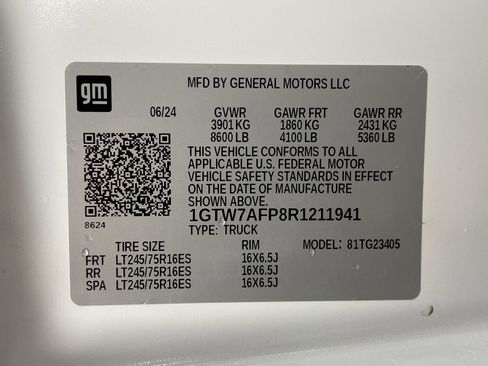 gm
MFD BY GENERAL MOTORS LLC
06/24 GVWR GAWR FRT GAWR RR
3901 KG 1860 KG 2431 KG
8600 LB 4100 LB 5360 LB
THIS VEHICLE CONFORMS TO ALL
APPLICABLE U.S. FEDERAL MOTOR
VEHICLE SAFETY STANDARDS IN EFFECT
ON THE DATE OF MANUFACTURE
SHOWN ABOVE.
1GTW7AFP8R1211941
8624
TYPE: TRUCK
TIRE SIZE RIM MODEL: 81TG23405
FRT LT245/75R16ES 16X6.5J
RR LT245/75R16ES 16X6.5J
SPA LT245/75R16ES 16X6.5J